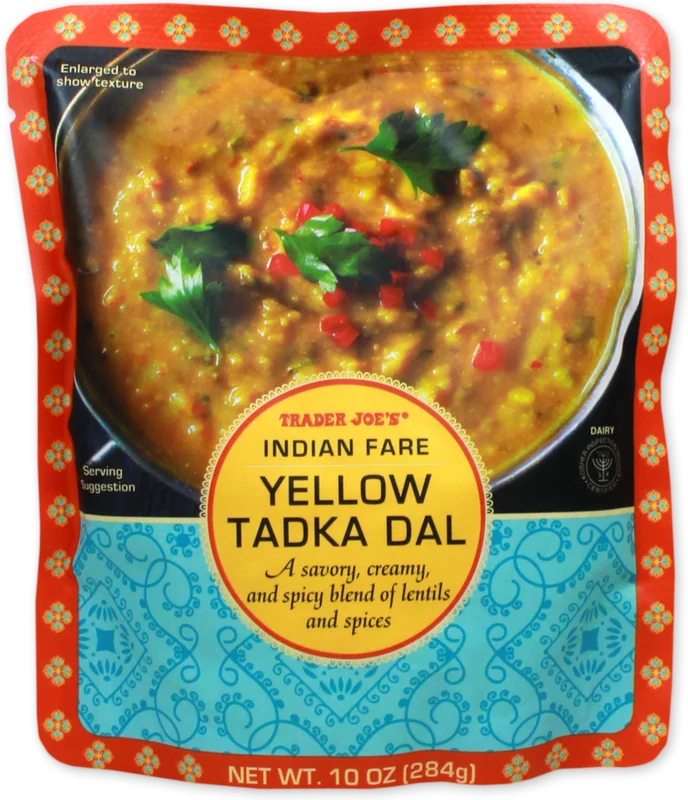 Enlarged to
show texture
TRADER JOE'S®
INDIAN FARE
YELLOW
TADKA DAL
A savory, creamy,
and spicy blend of lentils
and spices
Serving
Suggestion
DAIRY
NET WT. 10 OZ (284g)